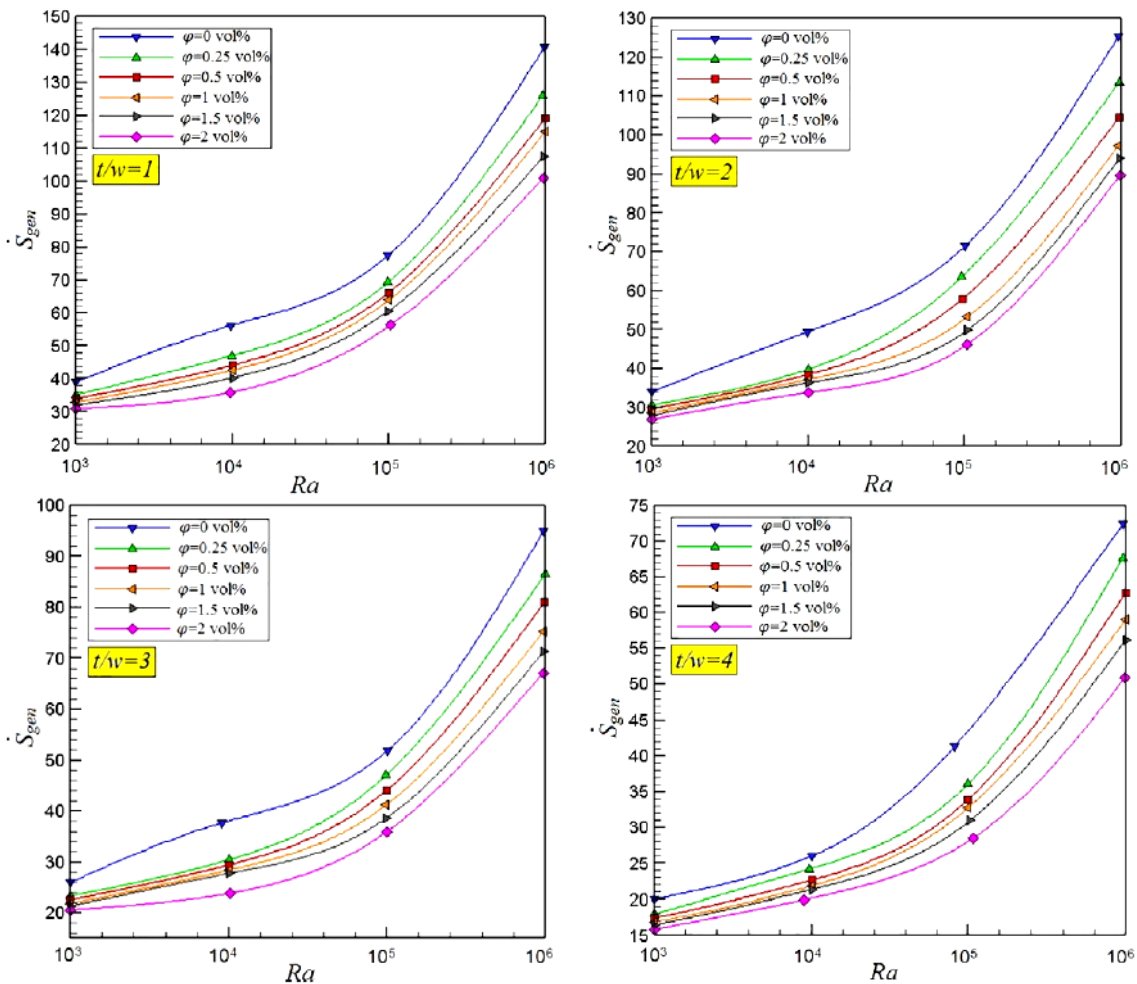 150
140
130
120
110
100
90
80
70
60
50
40
30
20
φ=0 vol%
φ=0.25 vol%
φ=0.5 vol%
φ=1 vol%
φ=1.5 vol%
φ=2 vol%
t/w=1
Ṡgen
10³ 10⁴ 10⁵ 10⁶
Ra
130
120
110
100
90
80
70
60
50
40
30
20
φ=0 vol%
φ=0.25 vol%
φ=0.5 vol%
φ=1 vol%
φ=1.5 vol%
φ=2 vol%
t/w=2
Ṡgen
10³ 10⁴ 10⁵ 10⁶
Ra
100
90
80
70
60
50
40
30
20
φ=0 vol%
φ=0.25 vol%
φ=0.5 vol%
φ=1 vol%
φ=1.5 vol%
φ=2 vol%
t/w=3
Ṡgen
10³ 10⁴ 10⁵ 10⁶
Ra
75
70
65
60
55
50
45
40
35
30
25
20
15
φ=0 vol%
φ=0.25 vol%
φ=0.5 vol%
φ=1 vol%
φ=1.5 vol%
φ=2 vol%
t/w=4
Ṡgen
10³ 10⁴ 10⁵ 10⁶
Ra